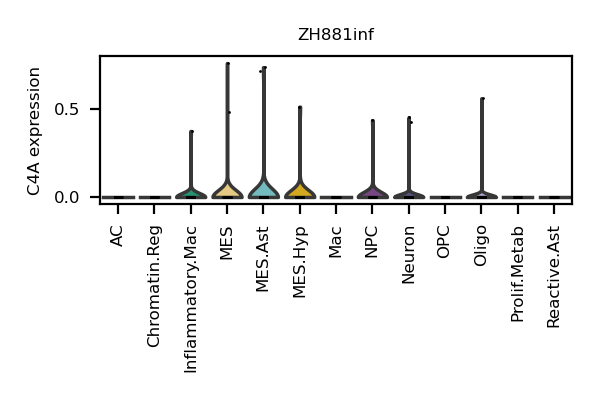 ZH881inf
C4A expression
0.5
0.0
AC
Chromatin.Reg
Inflammatory.Mac
MES
MES.Ast
MES.Hyp
Mac
NPC
Neuron
OPC
Oligo
Prolif.Metab
Reactive.Ast